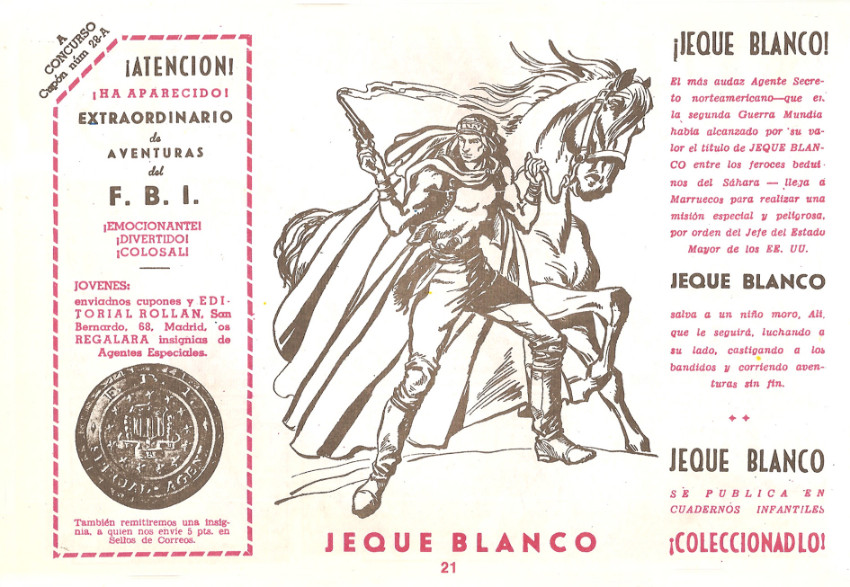 A
CONCURSO
Cupón núm 28-A
¡ATENCION!
¡HA APARECIDO!
EXTRAORDINARIO
de
AVENTURAS
del
F. B. I.
¡EMOCIONANTE!
¡DIVERTIDO!
¡COLOSAL!
JOVENES:
enviadnos cupones y EDI-
TORIAL ROLLAN, San
Bernardo, 68, Madrid, os
REGALARA insignias de
Agentes Especiales.
F. B. I.
SPECIAL AGENT
También remitiremos una insig-
nia, a quien nos envíe 5 pts. en
Sellos de Correos.
JEQUE BLANCO
21
¡JEQUE BLANCO!
El más audaz Agente Secre-
to norteamericano—que en
la segunda Guerra Mundia
había alcanzado por su va-
lor el título de JEQUE BLAN-
CO entre los feroces bedui-
nos del Sáhara — llega a
Marruecos para realizar una
misión especial y peligrosa,
por orden del Jefe del Estado
Mayor de los EE. UU.
JEQUE BLANCO
salva a un niño moro, Alí,
que le seguirá, luchando a
su lado, castigando a los
bandidos y corriendo aven-
turas sin fin.
JEQUE BLANCO
SE PUBLICA EN
CUADERNOS INFANTILES
¡COLECCIONADLO!